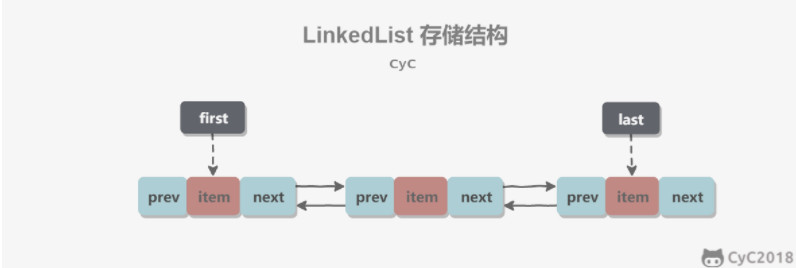 LinkedList 存储结构
CyC
first last
prev item next prev item next prev item next
CyC2018